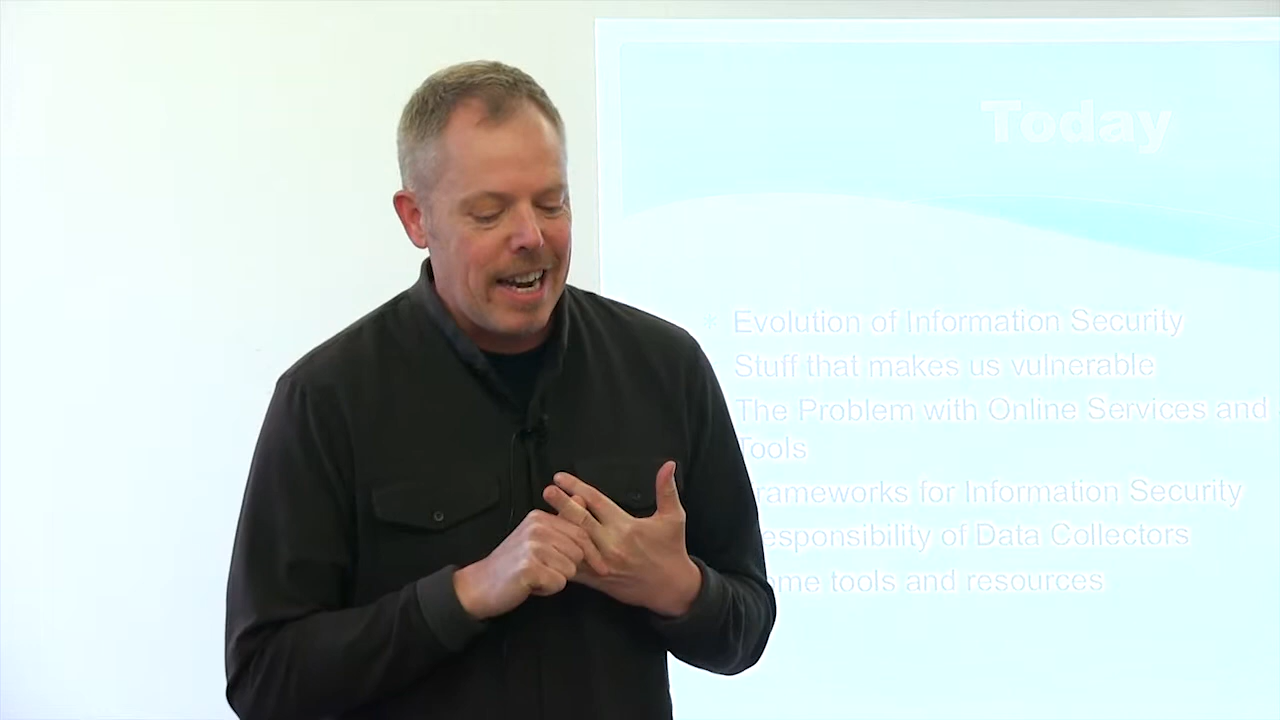 Today
* Evolution of Information Security
Stuff that makes us vulnerable
The Problem with Online Services and
Tools
rameworks for Information Security
esponsibility of Data Collectors
ome tools and resources